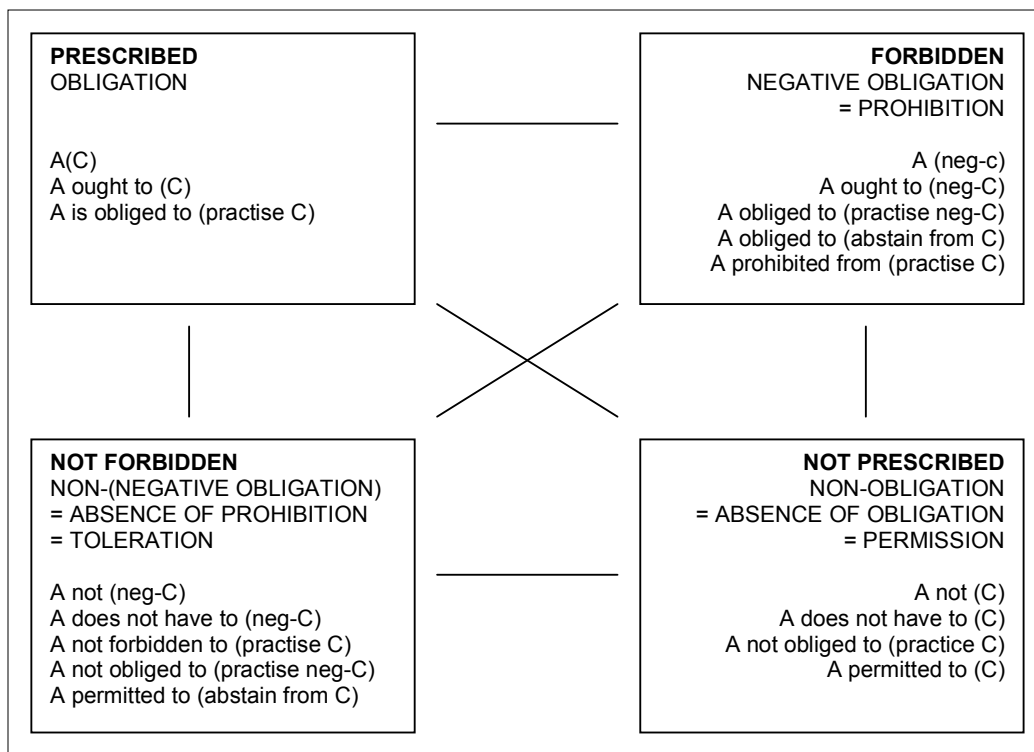 PRESCRIBED
OBLIGATION
A(C)
A ought to (C)
A is obliged to (practise C)
FORBIDDEN
NEGATIVE OBLIGATION
= PROHIBITION
A (neg-c)
A ought to (neg-C)
A obliged to (practise neg-C)
A obliged to (abstain from C)
A prohibited from (practise C)
NOT FORBIDDEN
NON-(NEGATIVE OBLIGATION)
= ABSENCE OF PROHIBITION
= TOLERATION
A not (neg-C)
A does not have to (neg-C)
A not forbidden to (practise C)
A not obliged to (practise neg-C)
A permitted to (abstain from C)
NOT PRESCRIBED
NON-OBLIGATION
= ABSENCE OF OBLIGATION
= PERMISSION
A not (C)
A does not have to (C)
A not obliged to (practice C)
A permitted to (C)